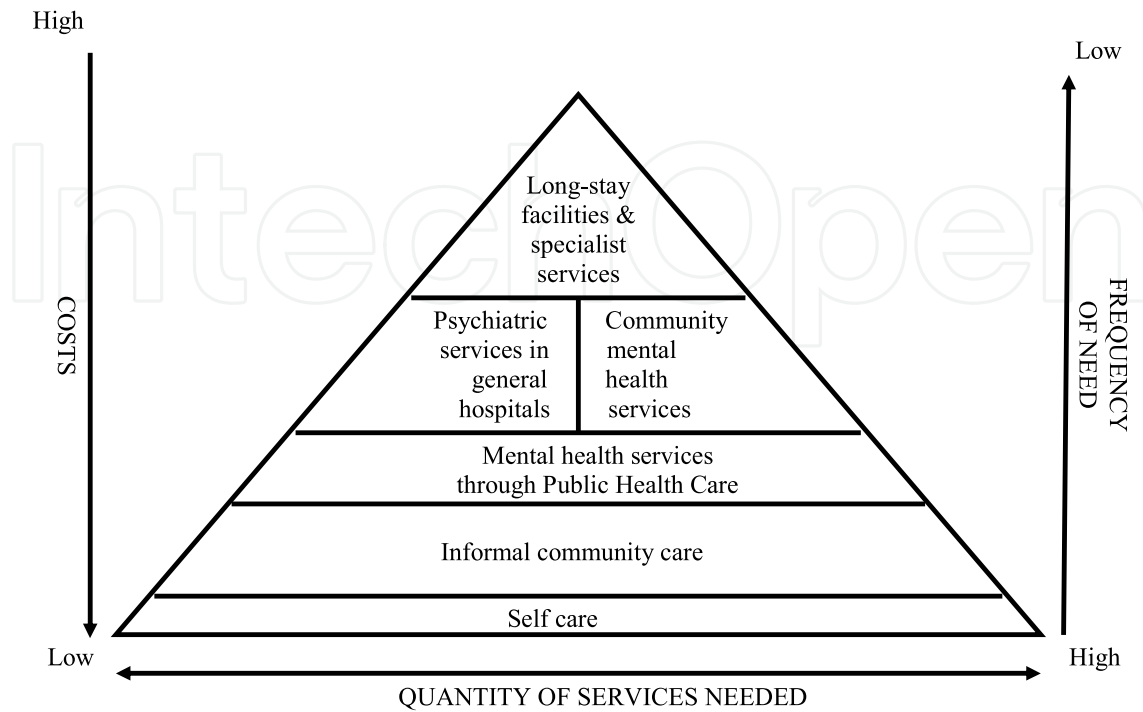 High
Low
IntechOpen
Long-stay
facilities &
specialist
services
COSTS
FREQUENCY
OF NEED
Psychiatric
services in
general
hospitals
Community
mental
health
services
Mental health services
through Public Health Care
Informal community care
Self care
Low
High
QUANTITY OF SERVICES NEEDED